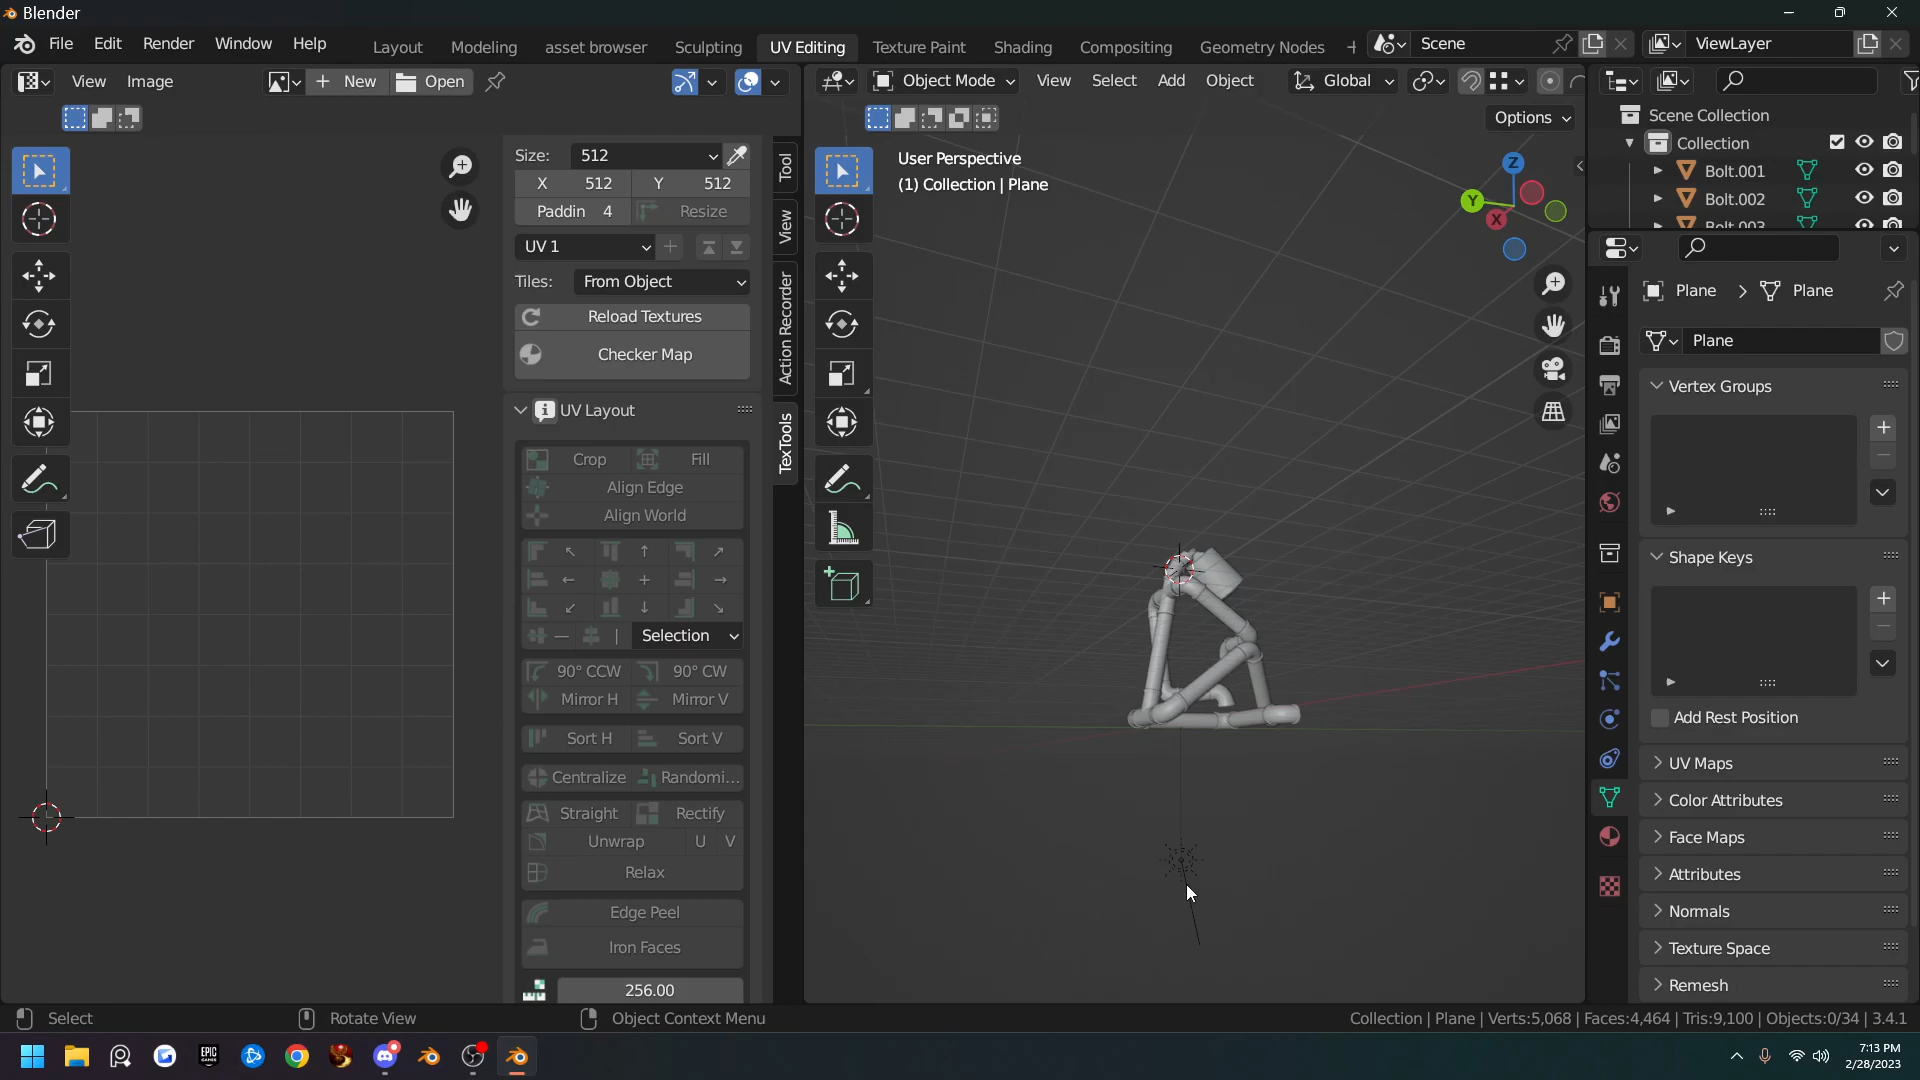 Blender
File Edit Render Window Help
Layout Modeling asset browser Sculpting UV Editing Texture Paint Shading Compositing Geometry Nodes
Scene
ViewLayer
View Image
New
Open
Object Mode
View Select Add Object
Global
Options
User Perspective
(1) Collection | Plane
Z
Y
X
Size: 512
X 512 Y 512
Paddin 4 Resize
UV 1
Tiles: From Object
Reload Textures
Checker Map
UV Layout
Crop Fill
Align Edge
Align World
Selection
90° CCW 90° CW
Mirror H Mirror V
Sort H Sort V
Centralize Randomi...
Straight Rectify
Unwrap U V
Relax
Edge Peel
Iron Faces
256.00
Tool
View
Action Recorder
TexTools
Scene Collection
Collection
Bolt.001
Bolt.002
Bolt.003
Plane > Plane
Plane
Vertex Groups
Shape Keys
Add Rest Position
UV Maps
Color Attributes
Face Maps
Attributes
Normals
Texture Space
Remesh
Select
Rotate View
Object Context Menu
Collection | Plane | Verts:5,068 | Faces:4,464 | Tris:9,100 | Objects:0/34 | 3.4.1
EPIC
GAMES
7:13 PM
2/28/2023